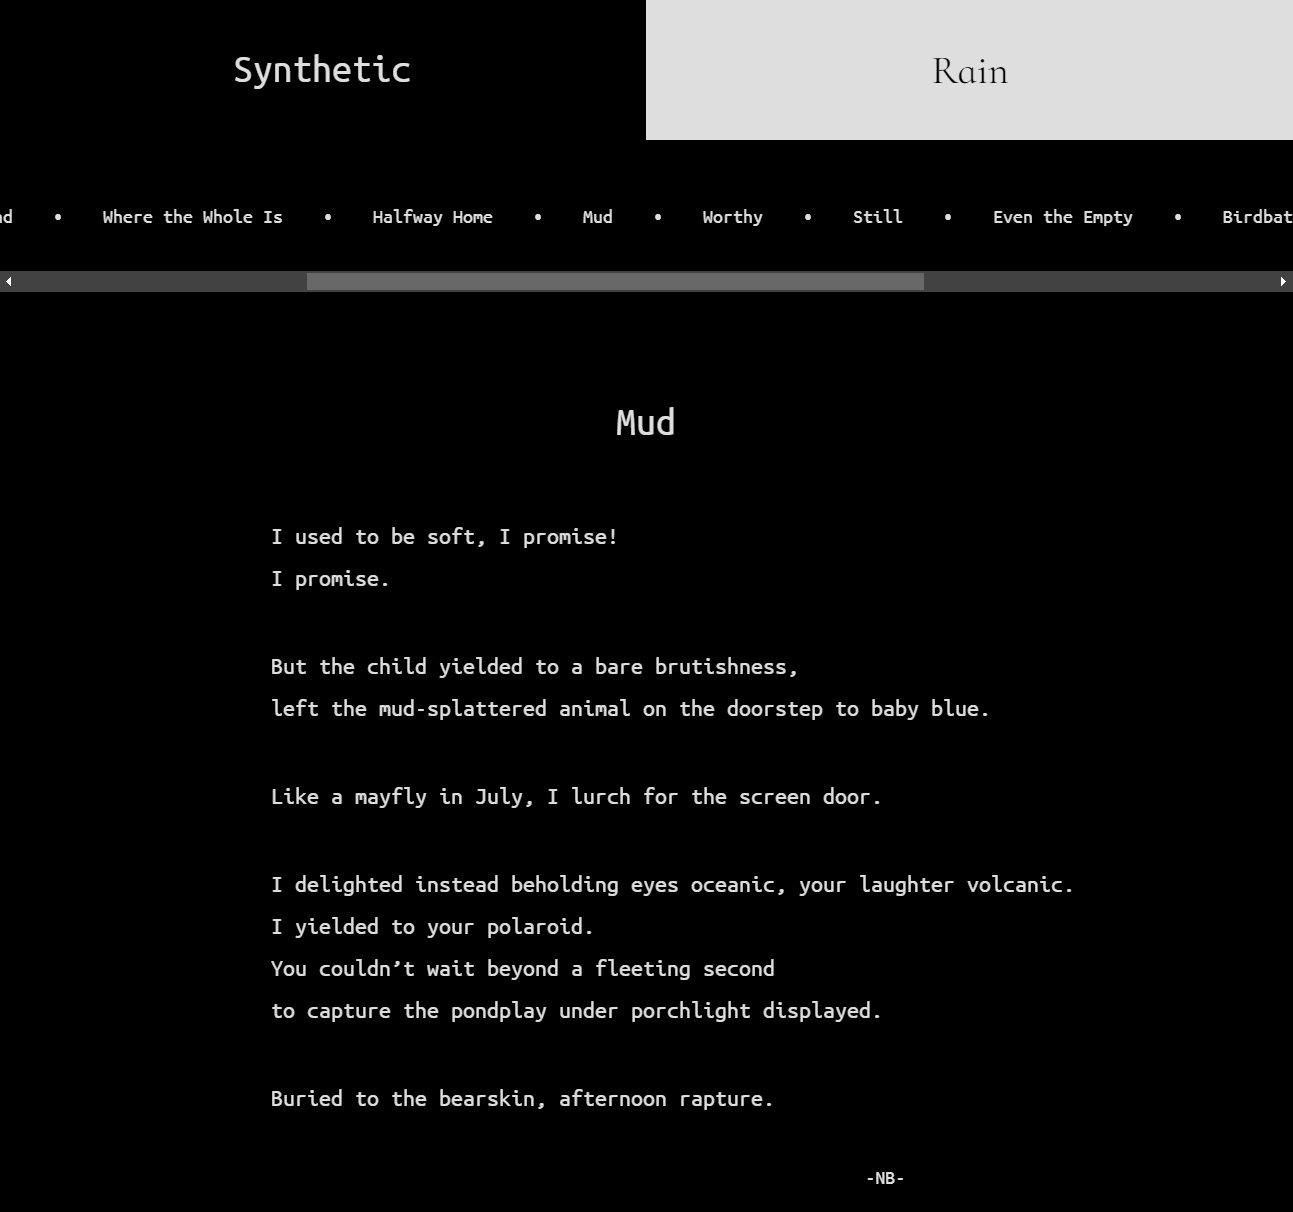 Synthetic
Rain
nd • Where the Whole Is • Halfway Home • Mud • Worthy • Still • Even the Empty • Birdbat
Mud
I used to be soft, I promise!
I promise.
But the child yielded to a bare brutishness,
left the mud-splattered animal on the doorstep to baby blue.
Like a mayfly in July, I lurch for the screen door.
I delighted instead beholding eyes oceanic, your laughter volcanic.
I yielded to your polaroid.
You couldn’t wait beyond a fleeting second
to capture the pondplay under porchlight displayed.
Buried to the bearskin, afternoon rapture.
-NB-